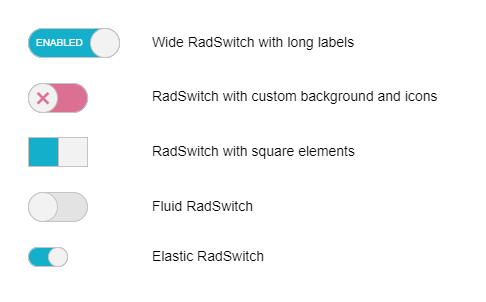 ENABLED Wide RadSwitch with long labels
RadSwitch with custom background and icons
RadSwitch with square elements
Fluid RadSwitch
Elastic RadSwitch